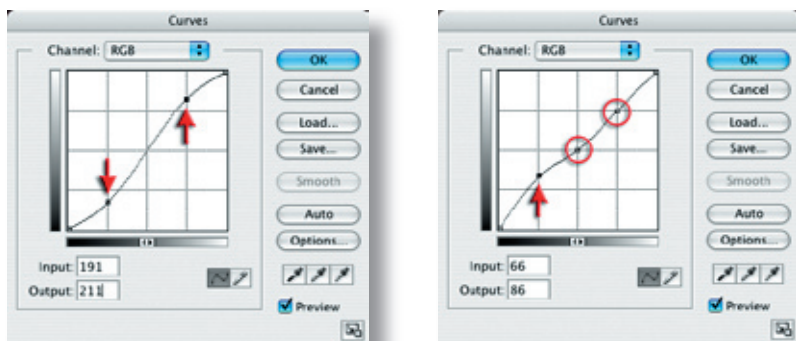 Curves
Channel: RGB
OK
Cancel
Load...
Save...
Smooth
Auto
Options...
Input: 191
Output: 211
Preview
Curves
Channel: RGB
OK
Cancel
Load...
Save...
Smooth
Auto
Options...
Input: 66
Output: 86
Preview